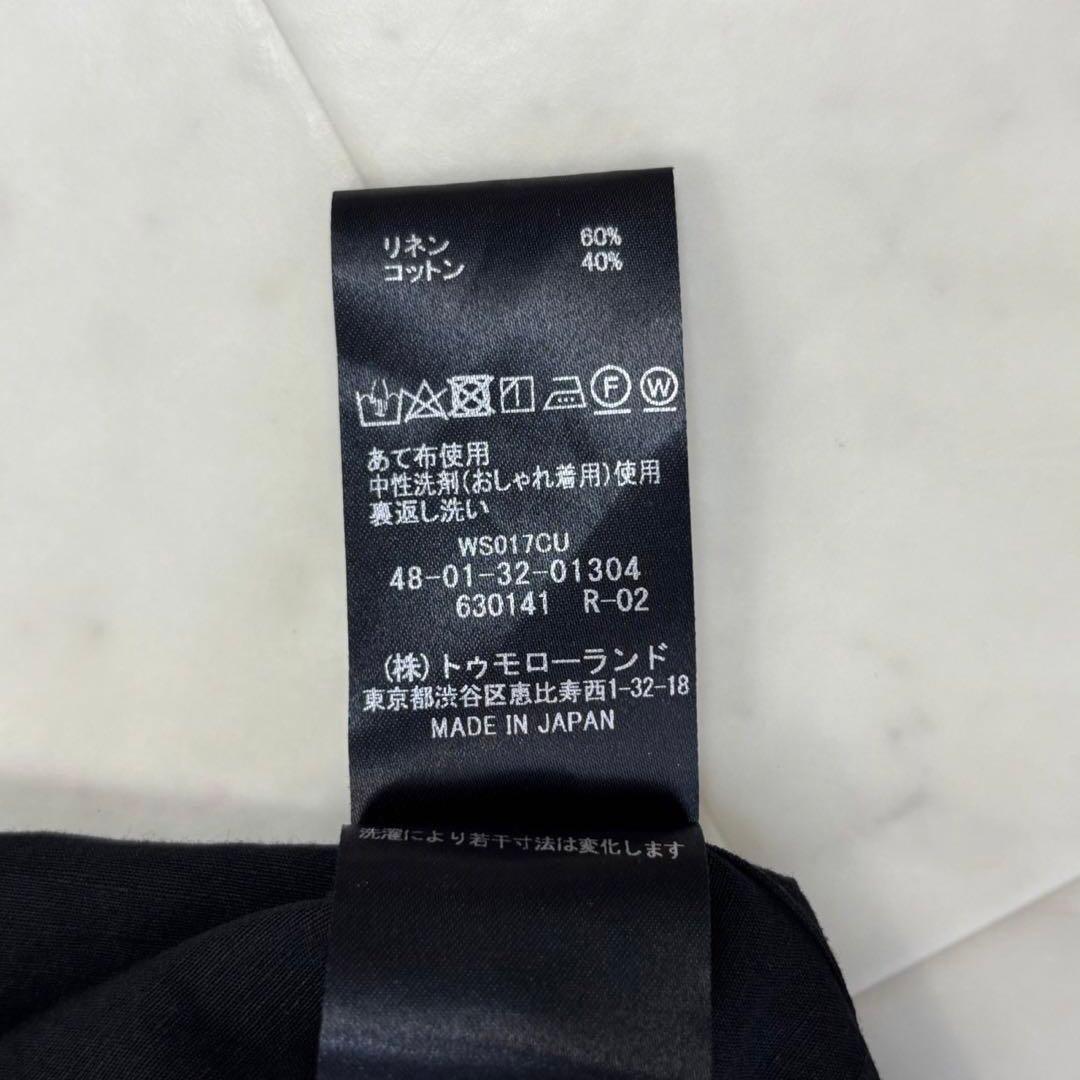 リネン 60%
コットン 40%
F W
あて布使用
中性洗剤(おしゃれ着用)使用
裏返し洗い
WS017CU
48-01-32-01304
630141 R-02
(株)トゥモローランド
東京都渋谷区恵比寿西1-32-18
MADE IN JAPAN
洗濯により若干寸法は変化します